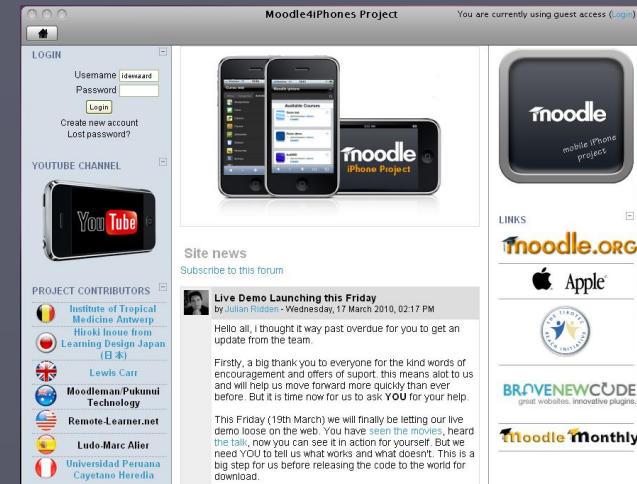 Moodle4iPhones Project
You are currently using guest access (Login)
LOGIN
Username idewaard
Password
Login
Create new account
Lost password?
YOUTUBE CHANNEL
YouTube
PROJECT CONTRIBUTORS
Institute of Tropical
Medicine Antwerp
Hiroki Inoue from
Learning Design Japan
(日本)
Lewis Carr
Moodleman/Pukunui
Technology
Remote-Learner.net
Ludo-Marc Alier
Universidad Peruana
Cayetano Heredia
Available Courses
moodle
iPhone Project
Site news
Subscribe to this forum
Live Demo Launching this Friday
by Julian Ridden - Wednesday, 17 March 2010, 02:17 PM
Hello all, i thought it way past overdue for you to get an
update from the team.
Firstly, a big thank you to everyone for the kind words of
encouragement and offers of suport. this means alot to us
and will help us move forward more quickly than ever
before. But it is time now for us to ask YOU for your help.
This Friday (19th March) we will finally be letting our live
demo loose on the web. You have seen the movies, heard
the talk, now you can see it in action for yourself. But we
need YOU to tell us what works and what doesn't. This is a
big step for us before releasing the code to the world for
download.
moodle
mobile iPhone
project
LINKS
moodle.ORG
Apple
BRAVENEWCODE
great websites. innovative plugins.
Moodle Monthly